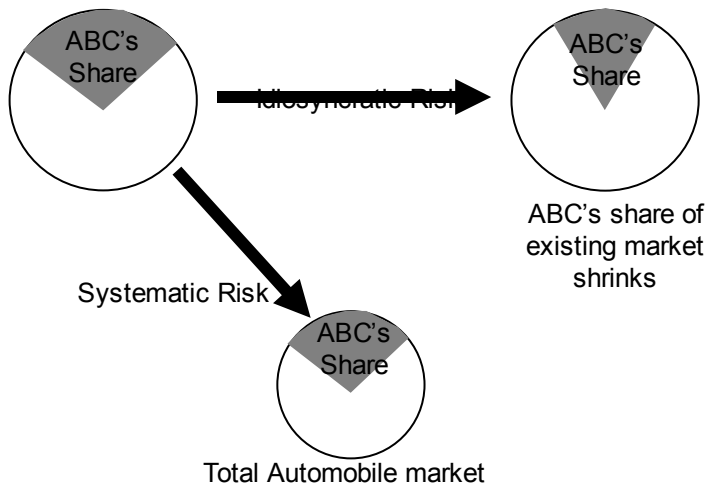 ABC's
Share
Idiosyncratic Risk
ABC's
Share
ABC's share of
existing market
shrinks
Systematic Risk
ABC's
Share
Total Automobile market